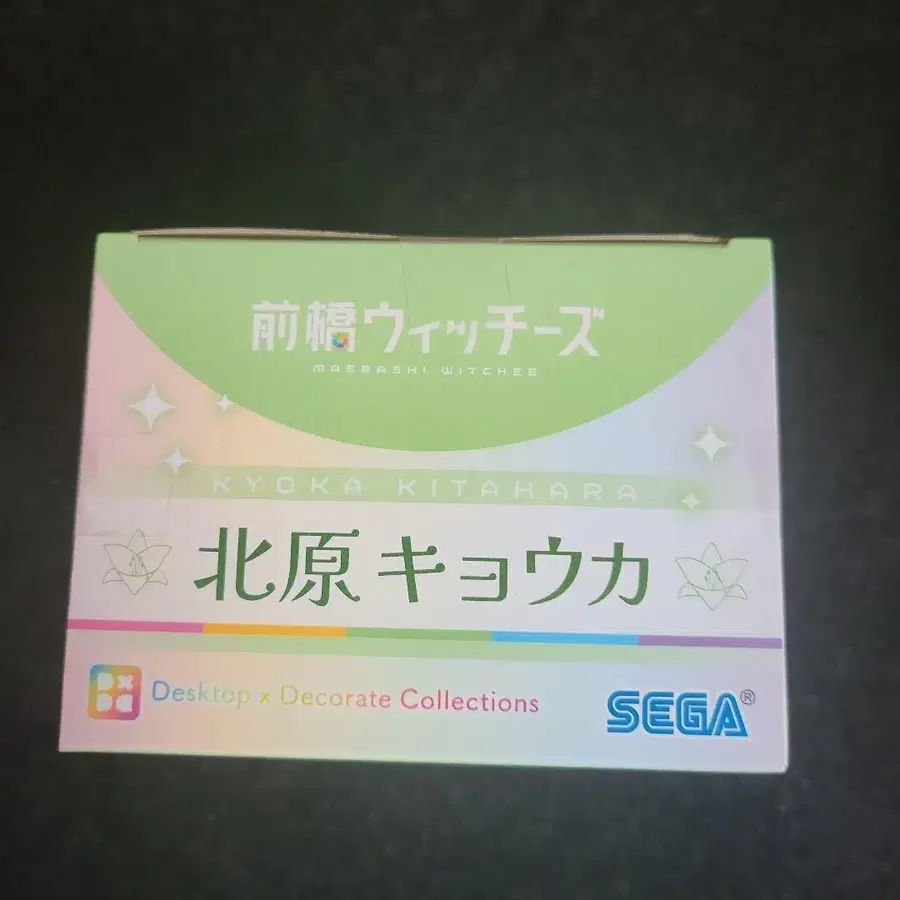 前橋ウィッチーズ
MAEBASHI WITCHES
KYOKA KITAHARA
北原 キョウカ
Desktop x Decorate Collections
SEGA®